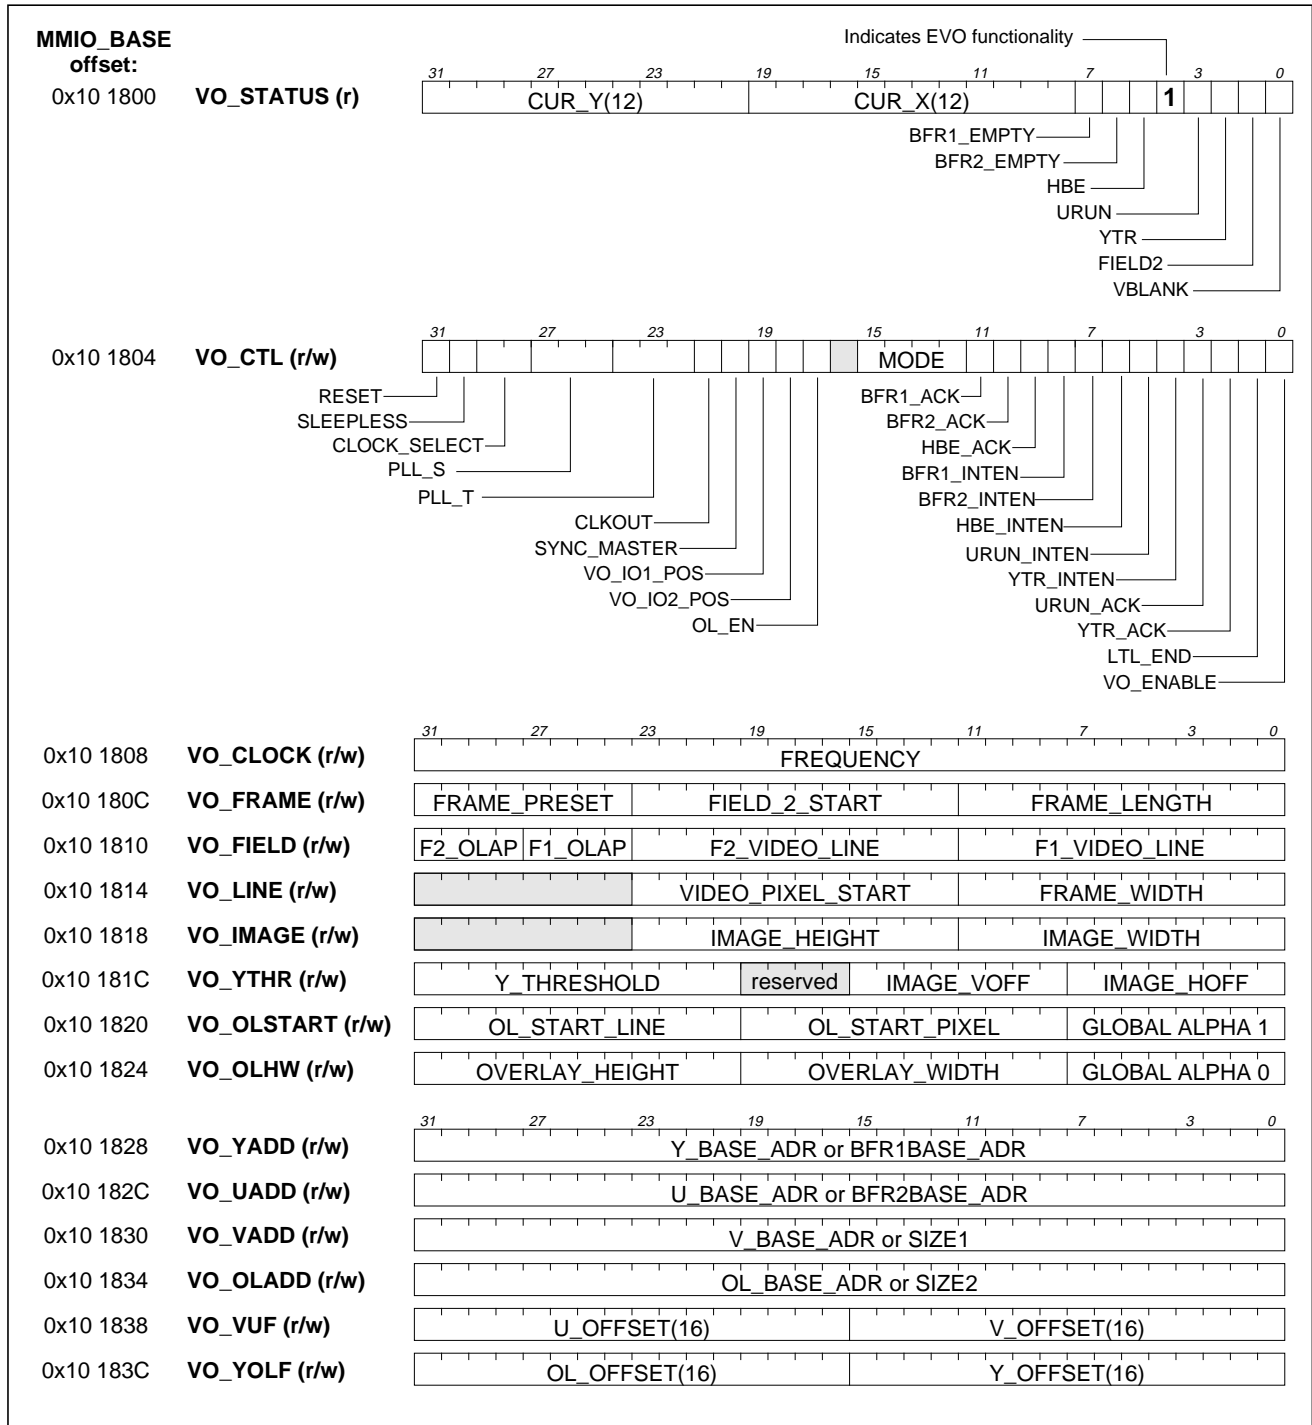 MMIO_BASE
offset:
Indicates EVO functionality
31 27 23 19 15 11 7 3 0
0x10 1800 VO_STATUS (r) CUR_Y(12) CUR_X(12) 1
BFR1_EMPTY
BFR2_EMPTY
HBE
URUN
YTR
FIELD2
VBLANK
31 27 23 19 15 11 7 3 0
0x10 1804 VO_CTL (r/w) MODE
RESET BFR1_ACK
SLEEPLESS BFR2_ACK
CLOCK_SELECT HBE_ACK
PLL_S BFR1_INTEN
PLL_T BFR2_INTEN
CLKOUT HBE_INTEN
SYNC_MASTER URUN_INTEN
VO_IO1_POS YTR_INTEN
VO_IO2_POS URUN_ACK
OL_EN YTR_ACK
LTL_END
VO_ENABLE
31 27 23 19 15 11 7 3 0
0x10 1808 VO_CLOCK (r/w) FREQUENCY
0x10 180C VO_FRAME (r/w) FRAME_PRESET FIELD_2_START FRAME_LENGTH
0x10 1810 VO_FIELD (r/w) F2_OLAP F1_OLAP F2_VIDEO_LINE F1_VIDEO_LINE
0x10 1814 VO_LINE (r/w) VIDEO_PIXEL_START FRAME_WIDTH
0x10 1818 VO_IMAGE (r/w) IMAGE_HEIGHT IMAGE_WIDTH
0x10 181C VO_YTHR (r/w) Y_THRESHOLD reserved IMAGE_VOFF IMAGE_HOFF
0x10 1820 VO_OLSTART (r/w) OL_START_LINE OL_START_PIXEL GLOBAL ALPHA 1
0x10 1824 VO_OLHW (r/w) OVERLAY_HEIGHT OVERLAY_WIDTH GLOBAL ALPHA 0
31 27 23 19 15 11 7 3 0
0x10 1828 VO_YADD (r/w) Y_BASE_ADR or BFR1BASE_ADR
0x10 182C VO_UADD (r/w) U_BASE_ADR or BFR2BASE_ADR
0x10 1830 VO_VADD (r/w) V_BASE_ADR or SIZE1
0x10 1834 VO_OLADD (r/w) OL_BASE_ADR or SIZE2
0x10 1838 VO_VUF (r/w) U_OFFSET(16) V_OFFSET(16)
0x10 183C VO_YOLF (r/w) OL_OFFSET(16) Y_OFFSET(16)